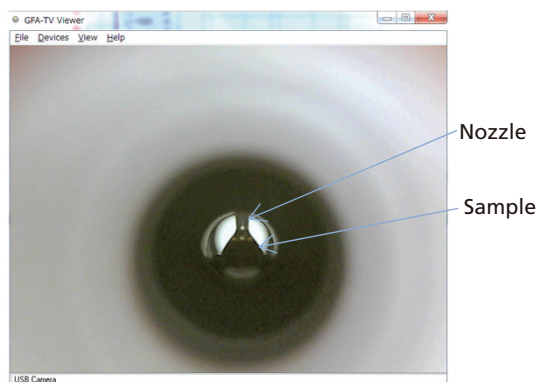 GFA-TV Viewer
File Devices View Help
Nozzle
Sample
USB Camera